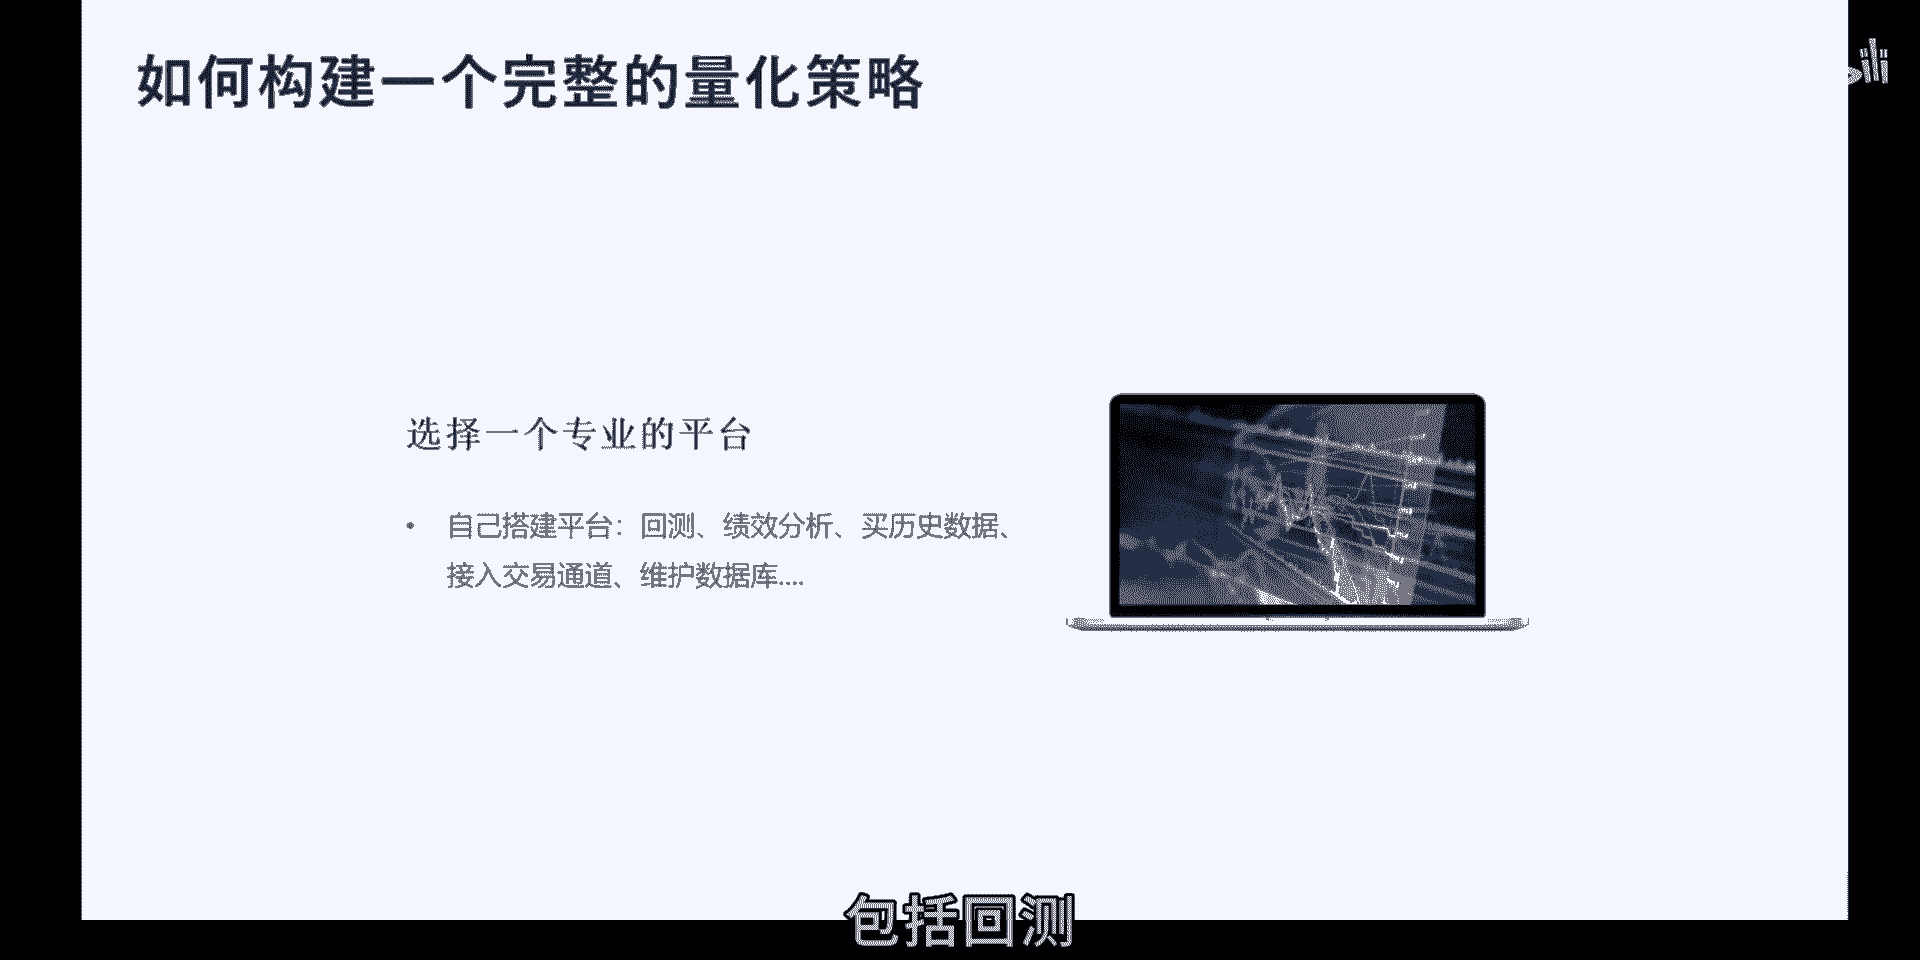 如何构建一个完整的量化策略
选择一个专业的平台
• 自己搭建平台：回测、绩效分析、买历史数据、
接入交易通道、维护数据库....
包括回测